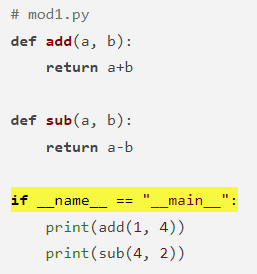 # mod1.py
def add(a, b):
    return a+b
def sub(a, b):
    return a-b
if __name__ == "__main__":
    print(add(1, 4))
    print(sub(4, 2))